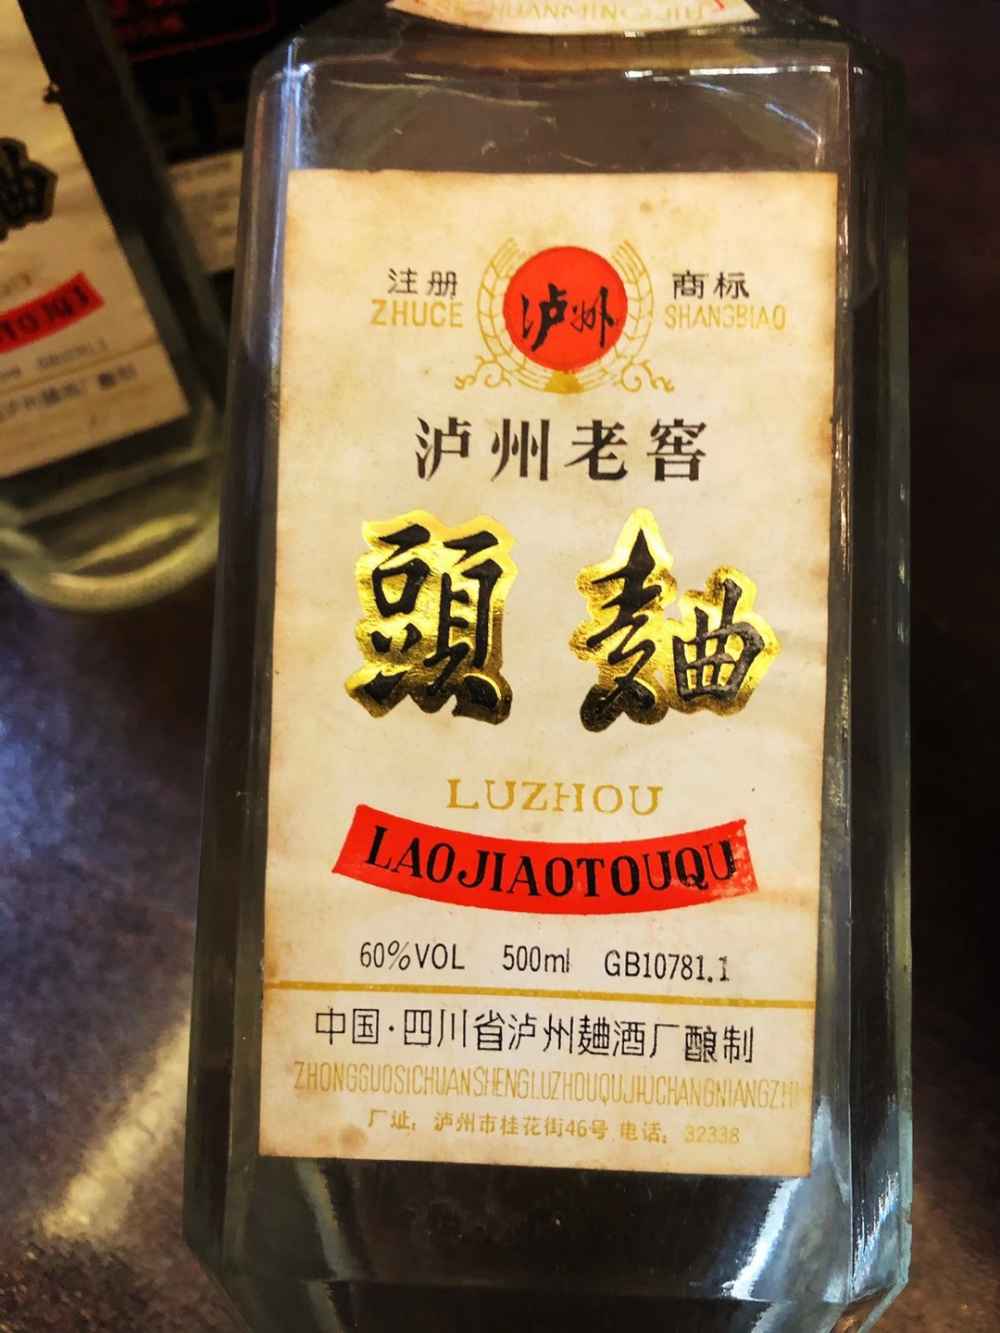 SICHUANMINGJIU
注册 商标
ZHUCE SHANGBIAO
泸州
泸州老窖
頭麯
LUZHOU
LAOJIAOTOUQU
60%VOL 500ml GB10781.1
中国·四川省泸州麯酒厂酿制
ZHONGGUOSICHUANSHENGLUZHOUQUJIUCHANGNIANGZHI
厂址：泸州市桂花街46号 电话：32338